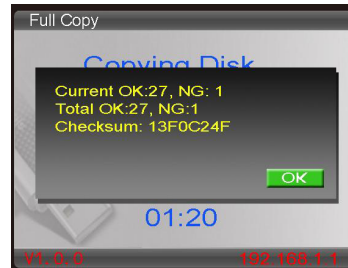 Full Copy
Copying Disk
Current OK:27, NG: 1
Total OK:27, NG:1
Checksum: 13F0C24F
OK
01:20
V1.0.0
192.168.1.1